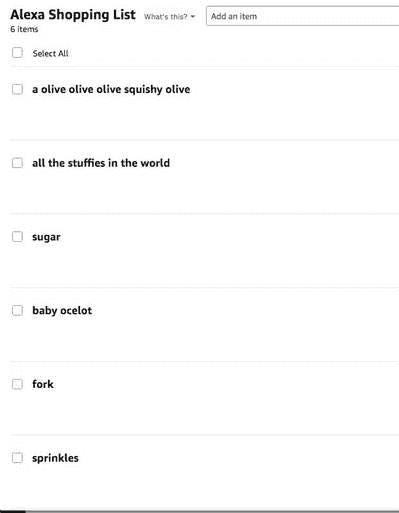 Alexa Shopping List What's this? Add an item
6 items
Select All
a olive olive olive squishy olive
all the stuffies in the world
sugar
baby ocelot
fork
sprinkles